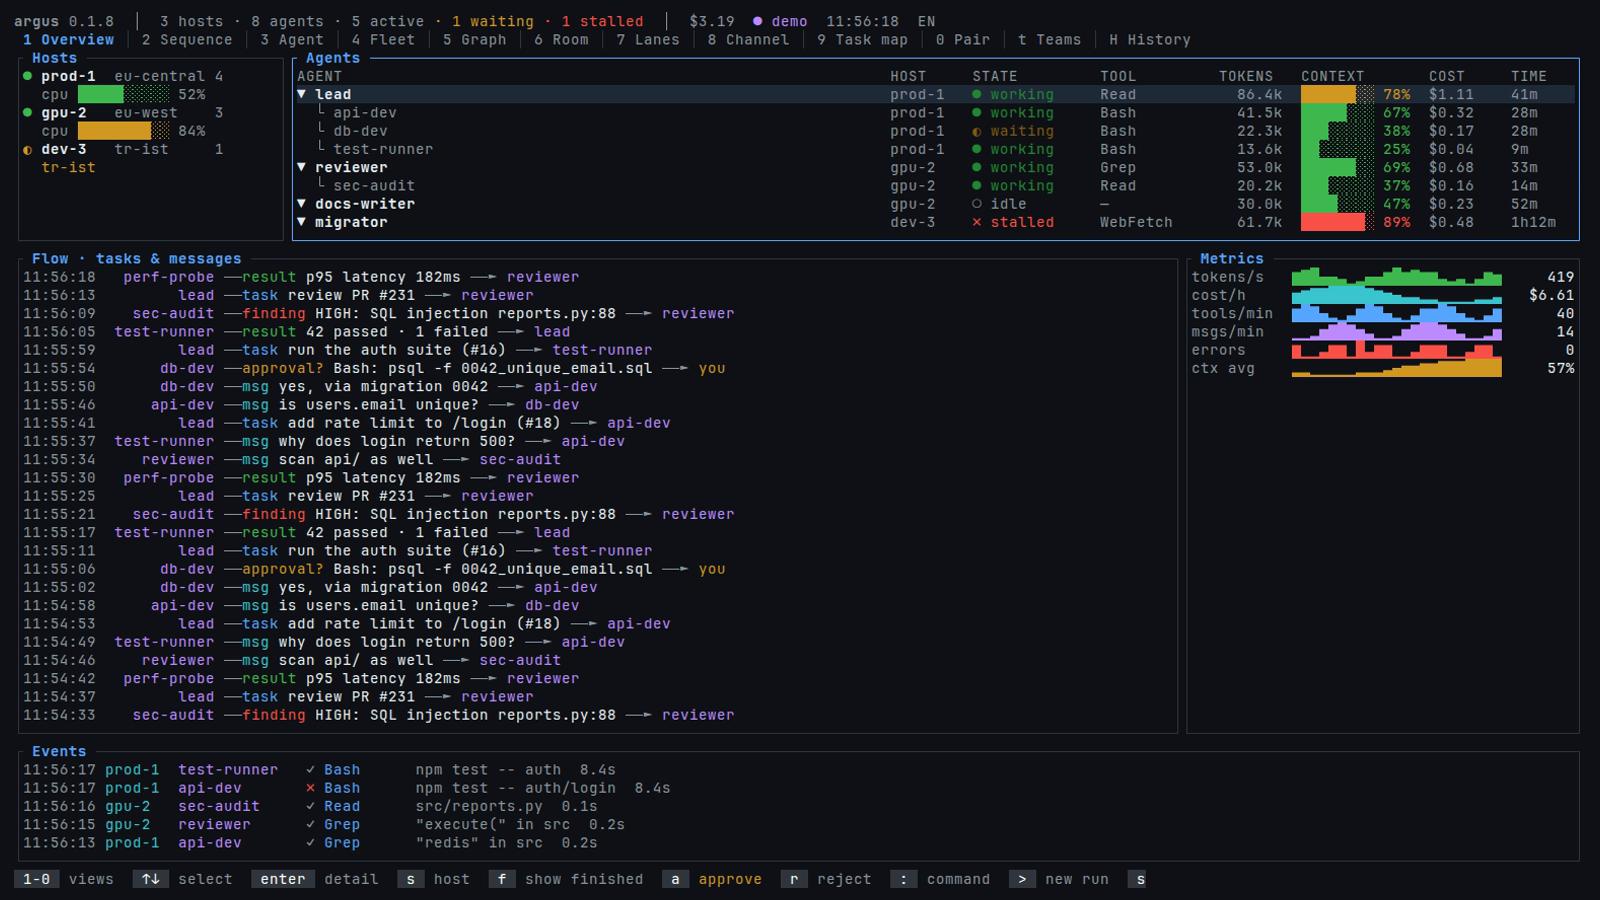 argus 0.1.8 │ 3 hosts · 8 agents · 5 active · 1 waiting · 1 stalled │ $3.19 ● demo 11:56:18 EN
1 Overview │ 2 Sequence │ 3 Agent │ 4 Fleet │ 5 Graph │ 6 Room │ 7 Lanes │ 8 Channel │ 9 Task map │ 0 Pair │ t Teams │ H History
Hosts
● prod-1 eu-central 4
cpu 52%
● gpu-2 eu-west 3
cpu 84%
◐ dev-3 tr-ist 1
tr-ist
Agents
AGENT HOST STATE TOOL TOKENS CONTEXT COST TIME
▼ lead prod-1 ● working Read 86.4k 78% $1.11 41m
└ api-dev prod-1 ● working Bash 41.5k 67% $0.32 28m
└ db-dev prod-1 ◐ waiting Bash 22.3k 38% $0.17 28m
└ test-runner prod-1 ● working Bash 13.6k 25% $0.04 9m
▼ reviewer gpu-2 ● working Grep 53.0k 69% $0.68 33m
└ sec-audit gpu-2 ● working Read 20.2k 37% $0.16 14m
▼ docs-writer gpu-2 ○ idle — 30.0k 47% $0.23 52m
▼ migrator dev-3 ✕ stalled WebFetch 61.7k 89% $0.48 1h12m
Flow · tasks & messages
11:56:18 perf-probe ──result p95 latency 182ms ──► reviewer
11:56:13 lead ──task review PR #231 ──► reviewer
11:56:09 sec-audit ──finding HIGH: SQL injection reports.py:88 ──► reviewer
11:56:05 test-runner ──result 42 passed · 1 failed ──► lead
11:55:59 lead ──task run the auth suite (#16) ──► test-runner
11:55:54 db-dev ──approval? Bash: psql -f 0042_unique_email.sql ──► you
11:55:50 db-dev ──msg yes, via migration 0042 ──► api-dev
11:55:46 api-dev ──msg is users.email unique? ──► db-dev
11:55:41 lead ──task add rate limit to /login (#18) ──► api-dev
11:55:37 test-runner ──msg why does login return 500? ──► api-dev
11:55:34 reviewer ──msg scan api/ as well ──► sec-audit
11:55:30 perf-probe ──result p95 latency 182ms ──► reviewer
11:55:25 lead ──task review PR #231 ──► reviewer
11:55:21 sec-audit ──finding HIGH: SQL injection reports.py:88 ──► reviewer
11:55:17 test-runner ──result 42 passed · 1 failed ──► lead
11:55:11 lead ──task run the auth suite (#16) ──► test-runner
11:55:06 db-dev ──approval? Bash: psql -f 0042_unique_email.sql ──► you
11:55:02 db-dev ──msg yes, via migration 0042 ──► api-dev
11:54:58 api-dev ──msg is users.email unique? ──► db-dev
11:54:53 lead ──task add rate limit to /login (#18) ──► api-dev
11:54:49 test-runner ──msg why does login return 500? ──► api-dev
11:54:46 reviewer ──msg scan api/ as well ──► sec-audit
11:54:42 perf-probe ──result p95 latency 182ms ──► reviewer
11:54:37 lead ──task review PR #231 ──► reviewer
11:54:33 sec-audit ──finding HIGH: SQL injection reports.py:88 ──► reviewer
Metrics
tokens/s 419
cost/h $6.61
tools/min 40
msgs/min 14
errors 0
ctx avg 57%
Events
11:56:17 prod-1 test-runner ✓ Bash npm test -- auth 8.4s
11:56:17 prod-1 api-dev ✕ Bash npm test -- auth/login 8.4s
11:56:16 gpu-2 sec-audit ✓ Read src/reports.py 0.1s
11:56:15 gpu-2 reviewer ✓ Grep "execute(" in src 0.2s
11:56:13 prod-1 api-dev ✓ Grep "redis" in src 0.2s
1-0 views ↑↓ select enter detail s host f show finished a approve r reject : command > new run s